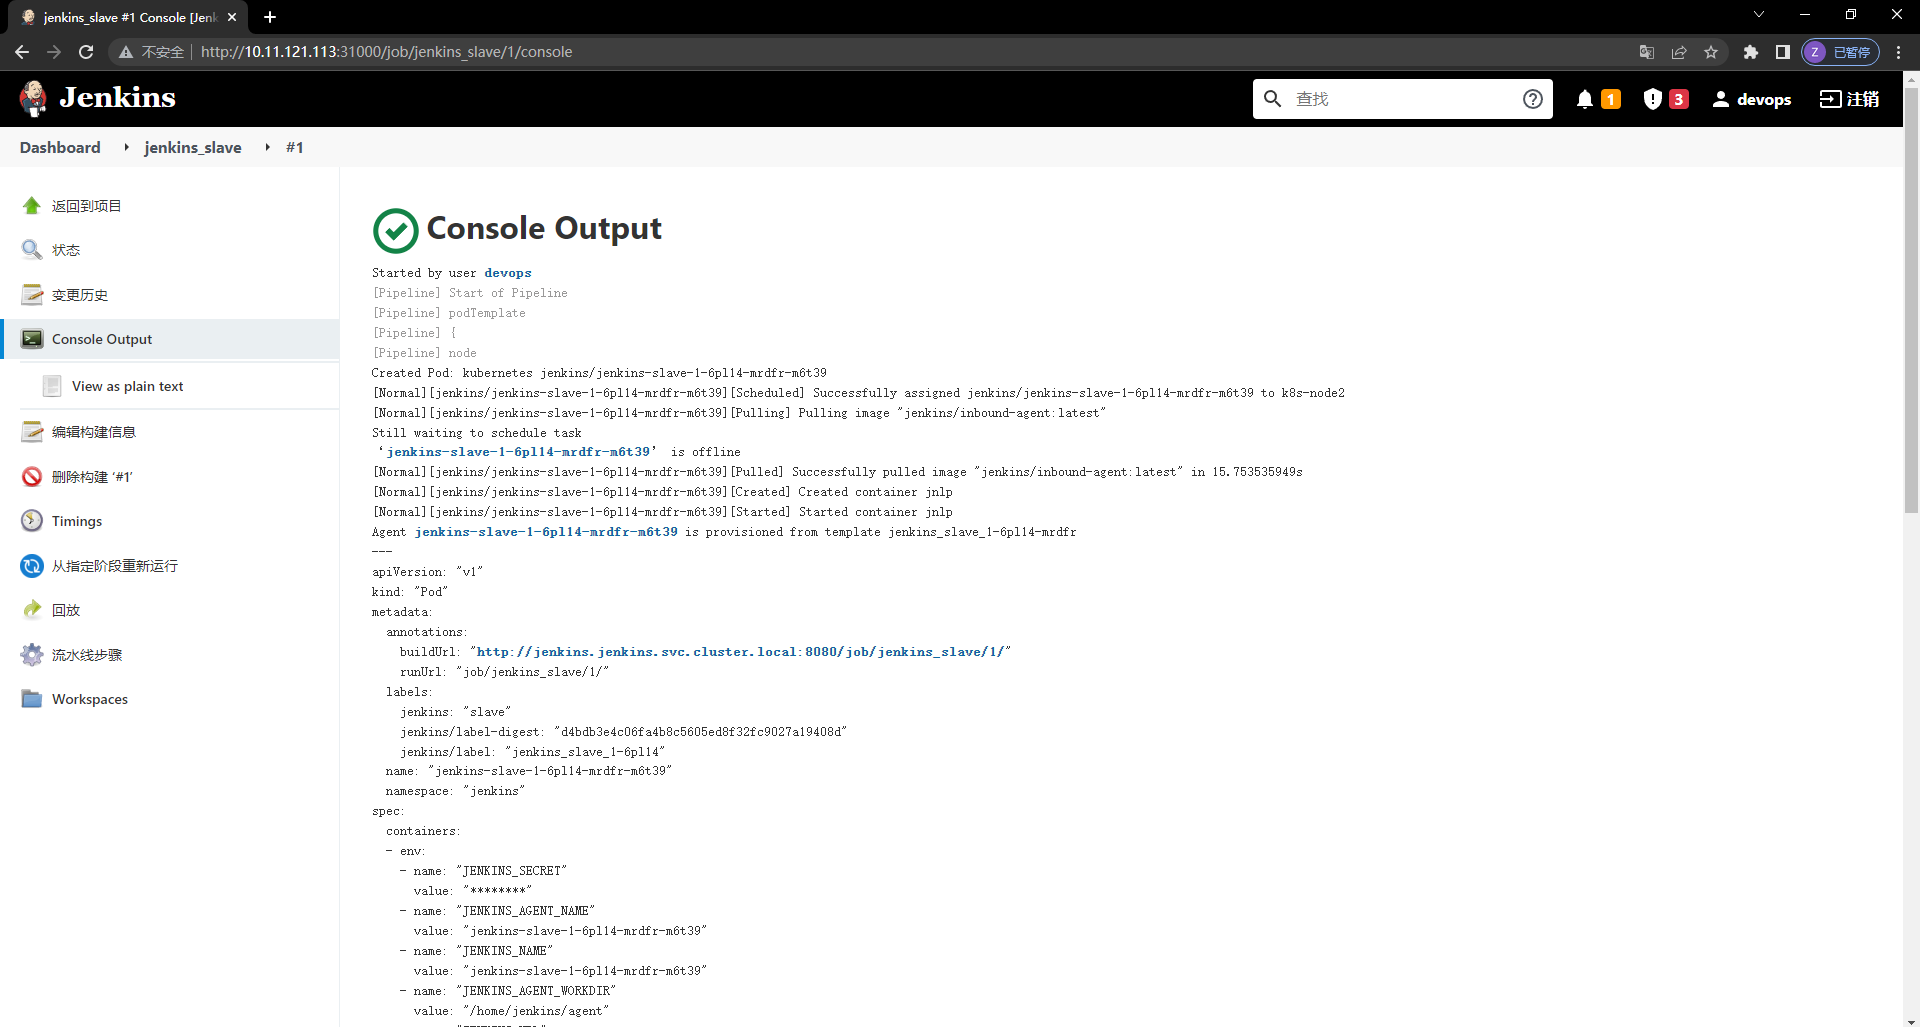 jenkins_slave #1 Console [Jenk
不安全 | http://10.11.121.113:31000/job/jenkins_slave/1/console
Z 已暂停
Jenkins
查找
1
3
devops
注销
Dashboard
jenkins_slave
#1
返回到项目
状态
变更历史
Console Output
View as plain text
编辑构建信息
删除构建 ‘#1’
Timings
从指定阶段重新运行
回放
流水线步骤
Workspaces
Console Output
Started by user devops
[Pipeline] Start of Pipeline
[Pipeline] podTemplate
[Pipeline] {
[Pipeline] node
Created Pod: kubernetes jenkins/jenkins-slave-1-6pl14-mrdfr-m6t39
[Normal][jenkins/jenkins-slave-1-6pl14-mrdfr-m6t39][Scheduled] Successfully assigned jenkins/jenkins-slave-1-6pl14-mrdfr-m6t39 to k8s-node2
[Normal][jenkins/jenkins-slave-1-6pl14-mrdfr-m6t39][Pulling] Pulling image "jenkins/inbound-agent:latest"
Still waiting to schedule task
‘jenkins-slave-1-6pl14-mrdfr-m6t39’ is offline
[Normal][jenkins/jenkins-slave-1-6pl14-mrdfr-m6t39][Pulled] Successfully pulled image "jenkins/inbound-agent:latest" in 15.753535949s
[Normal][jenkins/jenkins-slave-1-6pl14-mrdfr-m6t39][Created] Created container jnlp
[Normal][jenkins/jenkins-slave-1-6pl14-mrdfr-m6t39][Started] Started container jnlp
Agent jenkins-slave-1-6pl14-mrdfr-m6t39 is provisioned from template jenkins_slave_1-6pl14-mrdfr
---
apiVersion: "v1"
kind: "Pod"
metadata:
  annotations:
    buildUrl: "http://jenkins.jenkins.svc.cluster.local:8080/job/jenkins_slave/1/"
    runUrl: "job/jenkins_slave/1/"
  labels:
    jenkins: "slave"
    jenkins/label-digest: "d4bdb3e4c06fa4b8c5605ed8f32fc9027a19408d"
    jenkins/label: "jenkins_slave_1-6pl14"
  name: "jenkins-slave-1-6pl14-mrdfr-m6t39"
  namespace: "jenkins"
spec:
  containers:
  - env:
    - name: "JENKINS_SECRET"
      value: "********"
    - name: "JENKINS_AGENT_NAME"
      value: "jenkins-slave-1-6pl14-mrdfr-m6t39"
    - name: "JENKINS_NAME"
      value: "jenkins-slave-1-6pl14-mrdfr-m6t39"
    - name: "JENKINS_AGENT_WORKDIR"
      value: "/home/jenkins/agent"